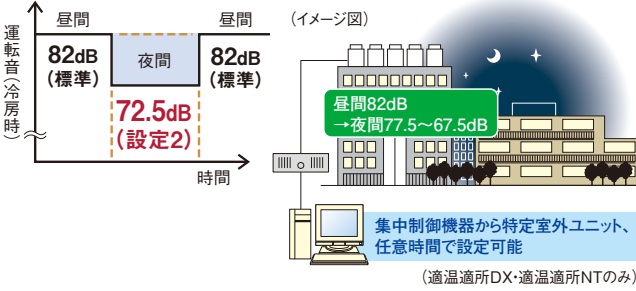 運転音（冷房時）
昼間
昼間
82dB
（標準）
夜間
82dB
（標準）
72.5dB
（設定2）
時間
（イメージ図）
昼間82dB
→夜間77.5～67.5dB
集中制御機器から特定室外ユニット、
任意時間で設定可能
（適温適所DX・適温適所NTのみ）